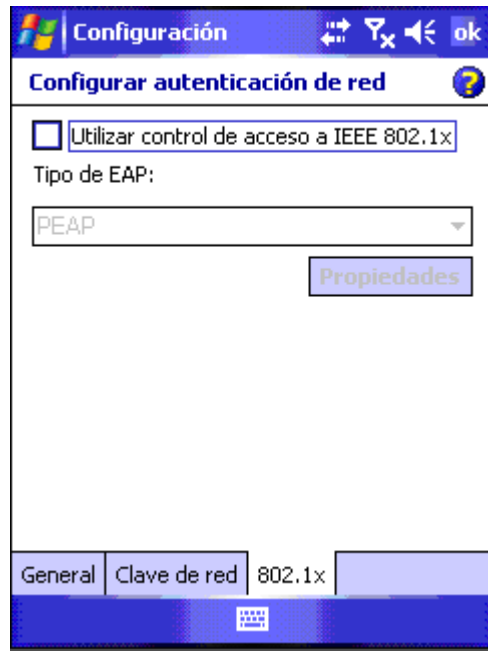 Configuración ok
Configurar autenticación de red ?
Utilizar control de acceso a IEEE 802.1x
Tipo de EAP:
PEAP
Propiedades
General Clave de red 802.1x